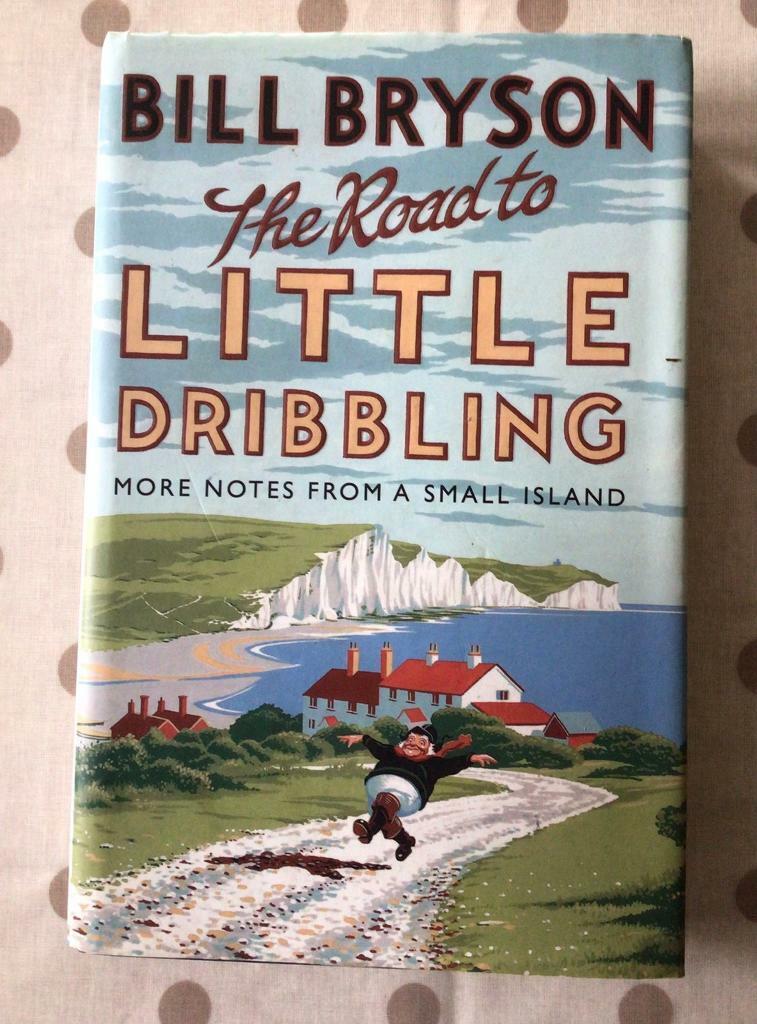 BILL BRYSON
The Road to
LITTLE
DRIBBLING
MORE NOTES FROM A SMALL ISLAND